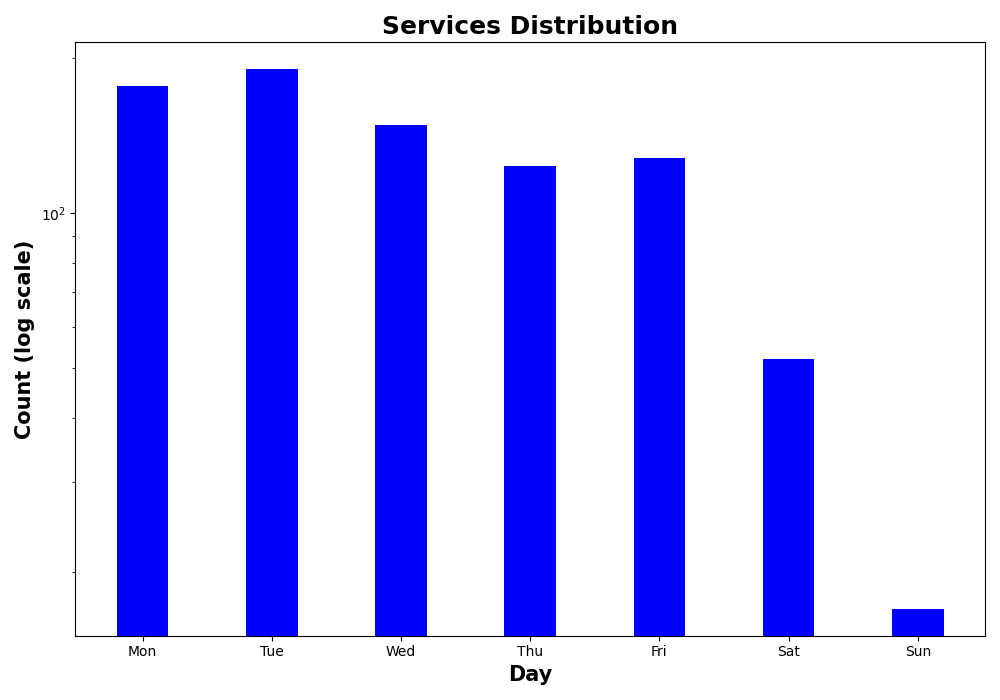 Services Distribution
Count (log scale)
10²
Mon Tue Wed Thu Fri Sat Sun
Day